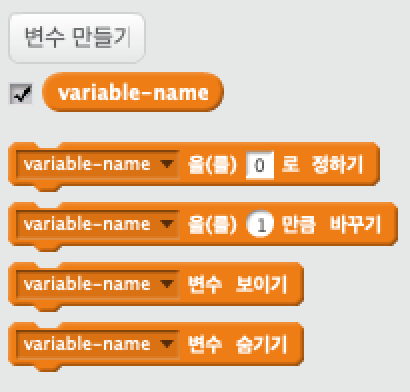 변수 만들기
variable-name
variable-name 을(를) 0 로 정하기
variable-name 을(를) 1 만큼 바꾸기
variable-name 변수 보이기
variable-name 변수 숨기기